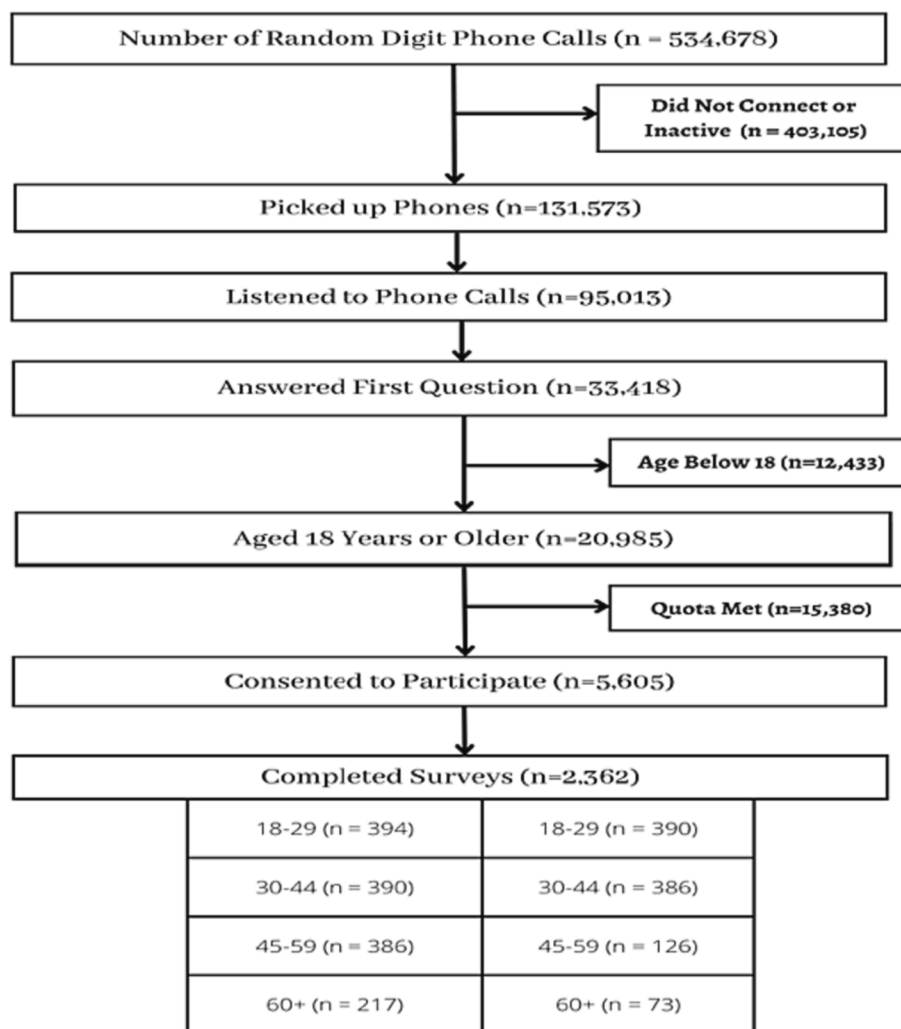 Number of Random Digit Phone Calls (n = 534,678)
Did Not Connect or
Inactive (n = 403,105)
Picked up Phones (n=131,573)
Listened to Phone Calls (n=95,013)
Answered First Question (n=33,418)
Age Below 18 (n=12,433)
Aged 18 Years or Older (n=20,985)
Quota Met (n=15,380)
Consented to Participate (n=5,605)
Completed Surveys (n=2,362)
18-29 (n = 394) 18-29 (n = 390)
30-44 (n = 390) 30-44 (n = 386)
45-59 (n = 386) 45-59 (n = 126)
60+ (n = 217) 60+ (n = 73)